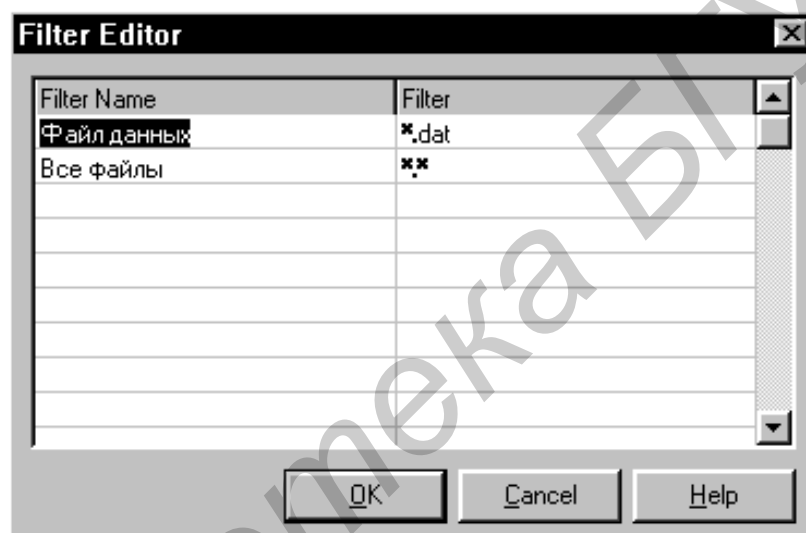 Filter Editor
Filter Name Filter
Файл данных *.dat
Все файлы *.*
OK Cancel Help